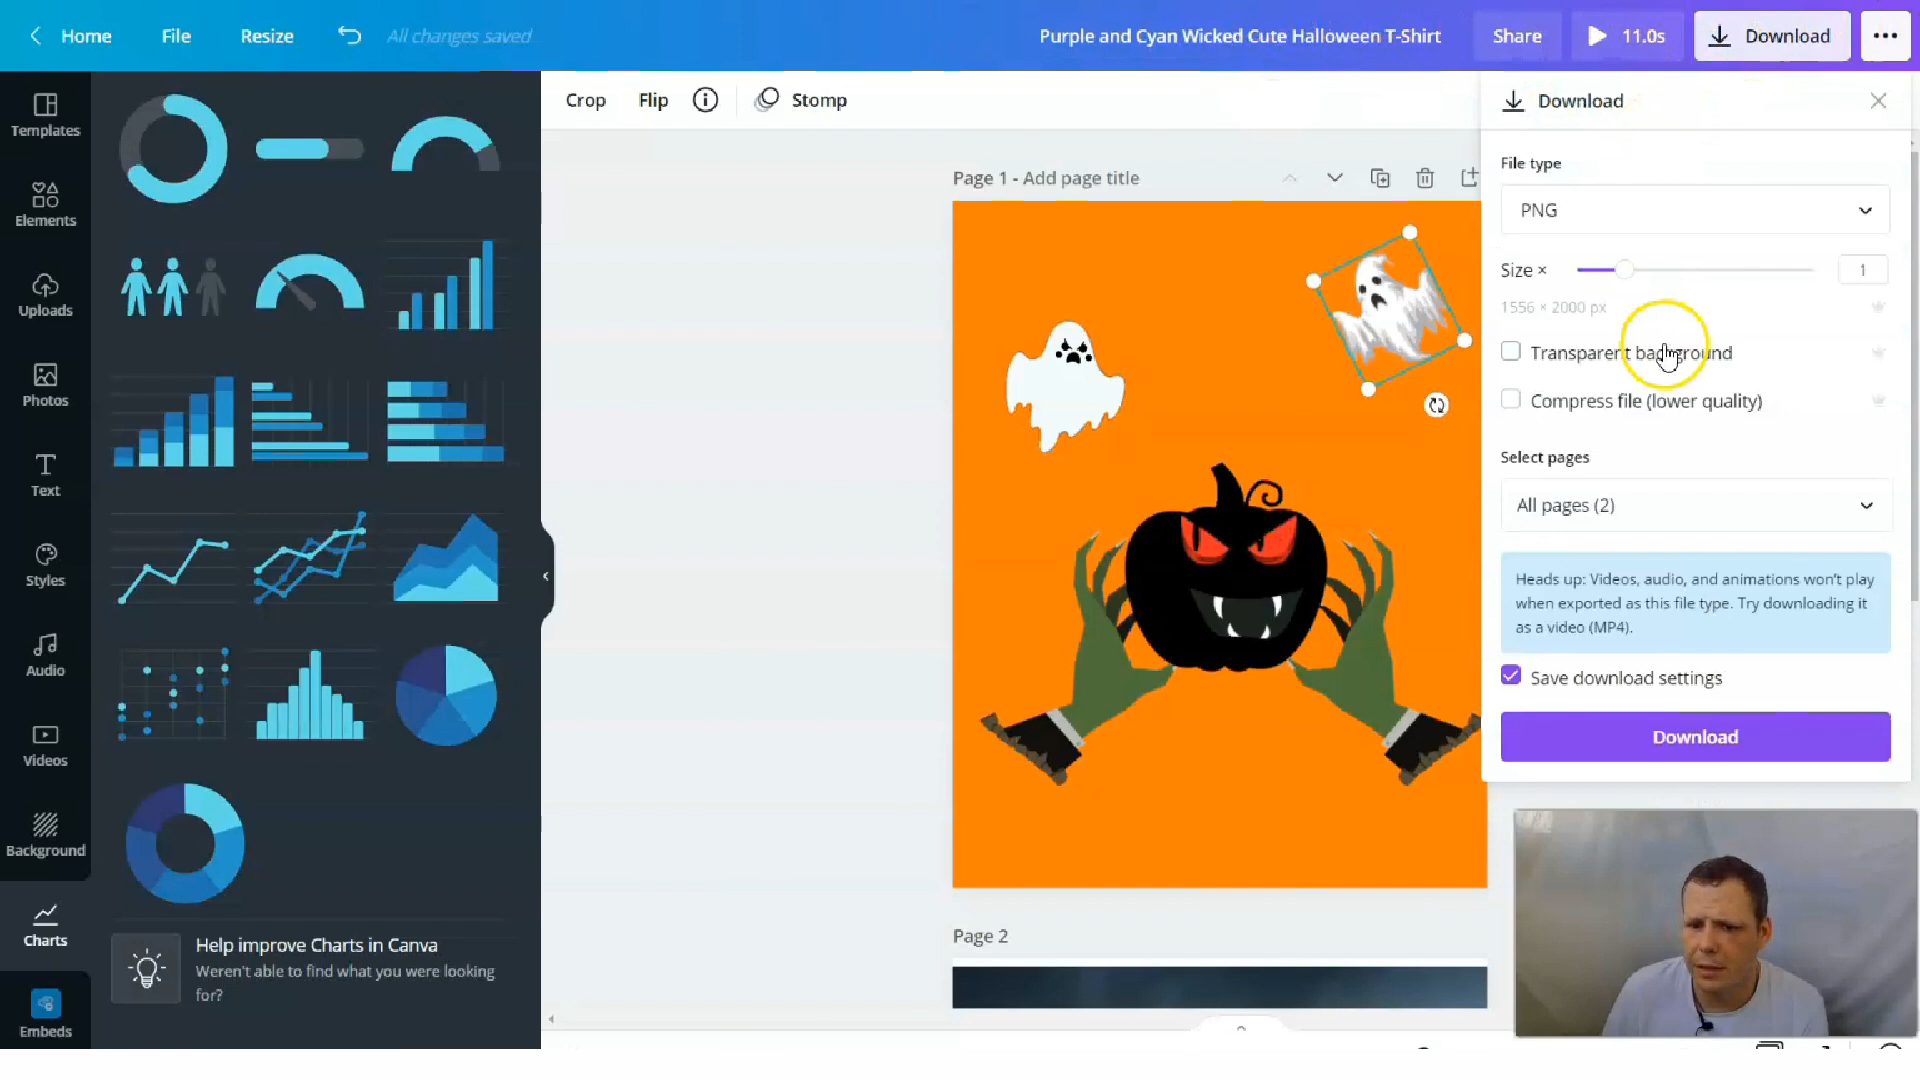 Home
File
Resize
All changes saved
Purple and Cyan Wicked Cute Halloween T-Shirt
Share
11.0s
Download
Templates
Elements
Uploads
Photos
Text
Styles
Audio
Videos
Background
Charts
Embeds
Help improve Charts in Canva
Weren't able to find what you were looking
for?
Crop
Flip
Stomp
Page 1 - Add page title
Page 2
Download
File type
PNG
Size ×
1
1556 × 2000 px
Transparent background
Compress file (lower quality)
Select pages
All pages (2)
Heads up: Videos, audio, and animations won't play
when exported as this file type. Try downloading it
as a video (MP4).
Save download settings
Download